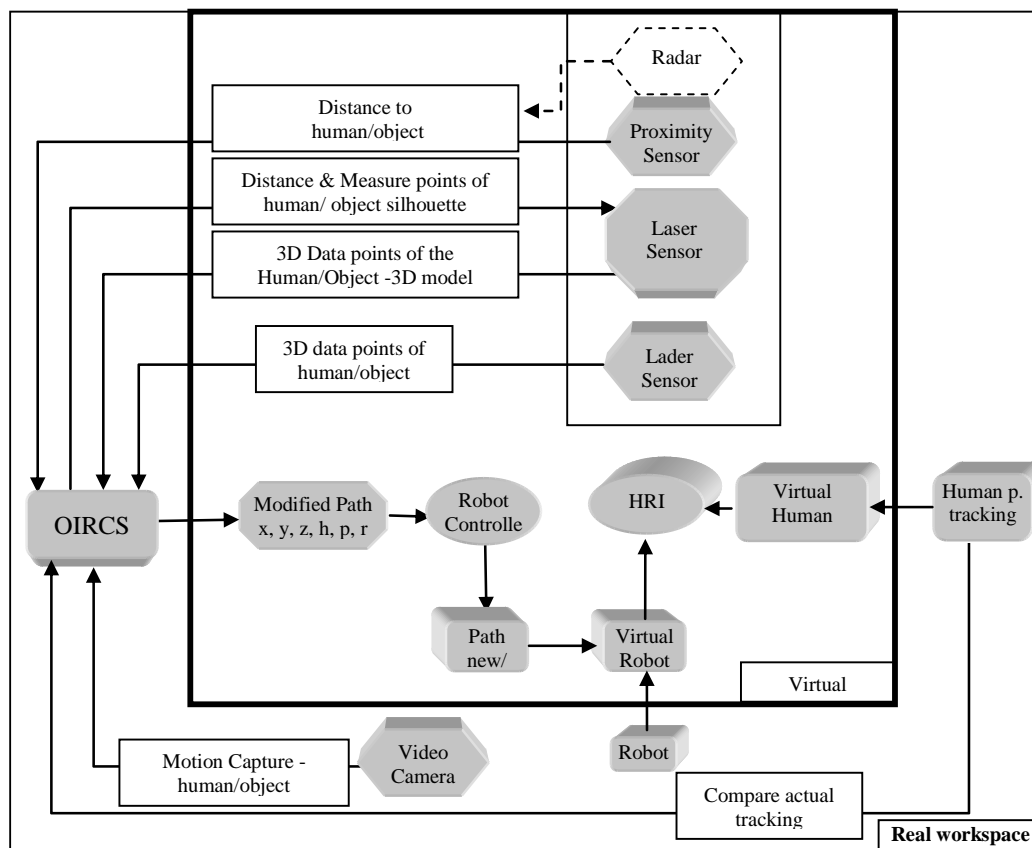 Radar
Distance to
human/object
Proximity
Sensor
Distance & Measure points of
human/ object silhouette
Laser
Sensor
3D Data points of the
Human/Object -3D model
3D data points of
human/object
Lader
Sensor
OIRCS
Modified Path
x, y, z, h, p, r
Robot
Controlle
HRI
Virtual
Human
Human p.
tracking
Path
new/
Virtual
Robot
Virtual
Motion Capture -
human/object
Video
Camera
Robot
Compare actual
tracking
Real workspace